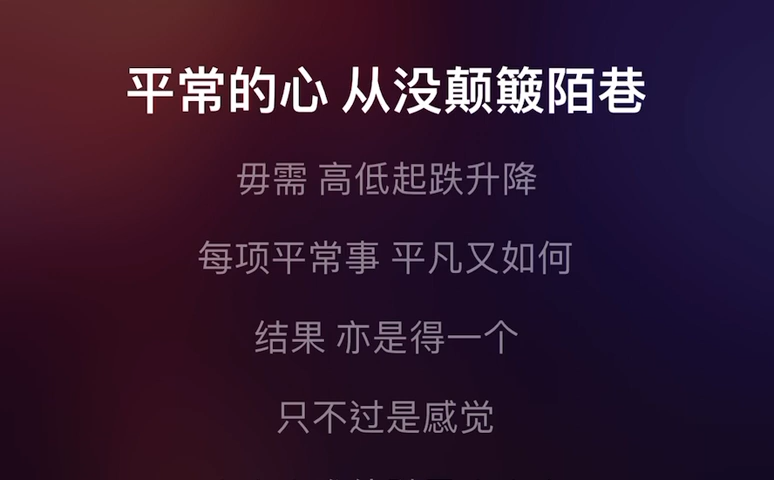 平常的心 从没颠簸陌巷
毋需 高低起跌升降
每项平常事 平凡又如何
结果 亦是得一个
只不过是感觉